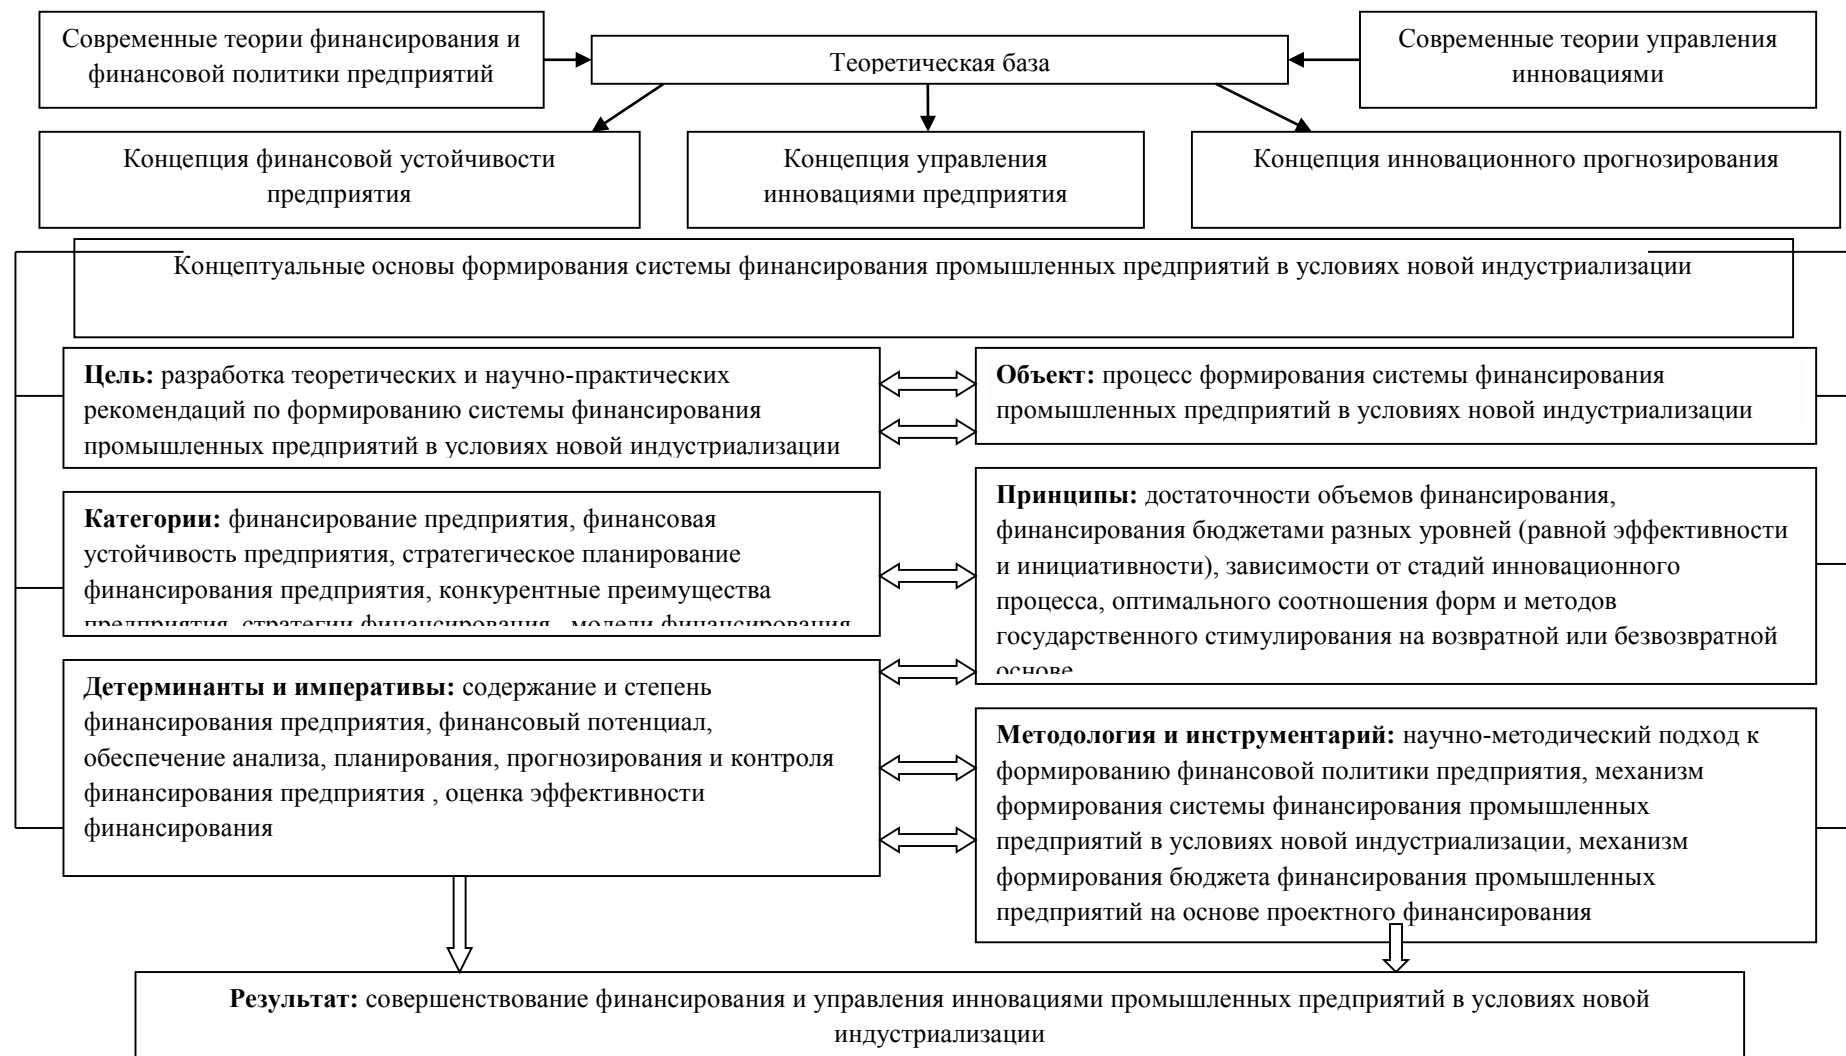 Современные теории финансирования и
финансовой политики предприятий
Теоретическая база
Современные теории управления
инновациями
Концепция финансовой устойчивости
предприятия
Концепция управления
инновациями предприятия
Концепция инновационного прогнозирования
Концептуальные основы формирования системы финансирования промышленных предприятий в условиях новой индустриализации
Цель: разработка теоретических и научно-практических
рекомендаций по формированию системы финансирования
промышленных предприятий в условиях новой индустриализации
Объект: процесс формирования системы финансирования
промышленных предприятий в условиях новой индустриализации
Категории: финансирование предприятия, финансовая
устойчивость предприятия, стратегическое планирование
финансирования предприятия, конкурентные преимущества
предприятия, стратегии финансирования , модели финансирования
Принципы: достаточности объемов финансирования,
финансирования бюджетами разных уровней (равной эффективности
и инициативности), зависимости от стадий инновационного
процесса, оптимального соотношения форм и методов
государственного стимулирования на возвратной или безвозвратной
основе
Детерминанты и императивы: содержание и степень
финансирования предприятия, финансовый потенциал,
обеспечение анализа, планирования, прогнозирования и контроля
финансирования предприятия , оценка эффективности
финансирования
Методология и инструментарий: научно-методический подход к
формированию финансовой политики предприятия, механизм
формирования системы финансирования промышленных
предприятий в условиях новой индустриализации, механизм
формирования бюджета финансирования промышленных
предприятий на основе проектного финансирования
Результат: совершенствование финансирования и управления инновациями промышленных предприятий в условиях новой
индустриализации